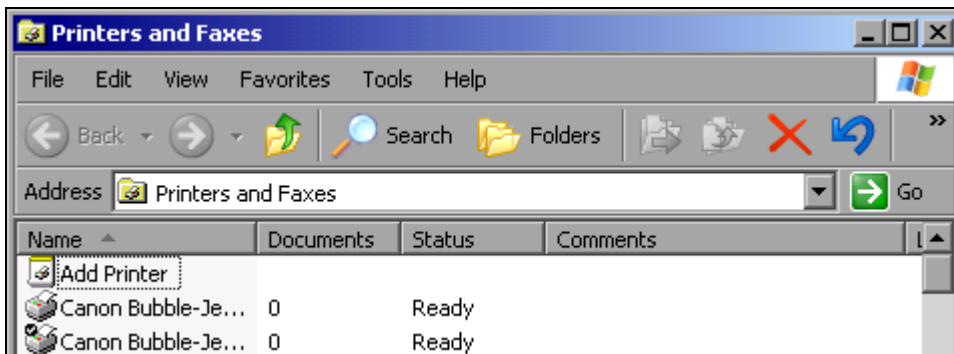 Printers and Faxes
File Edit View Favorites Tools Help
Back Search Folders »
Address Printers and Faxes Go
Name Documents Status Comments
Add Printer
Canon Bubble-Je... 0 Ready
Canon Bubble-Je... 0 Ready